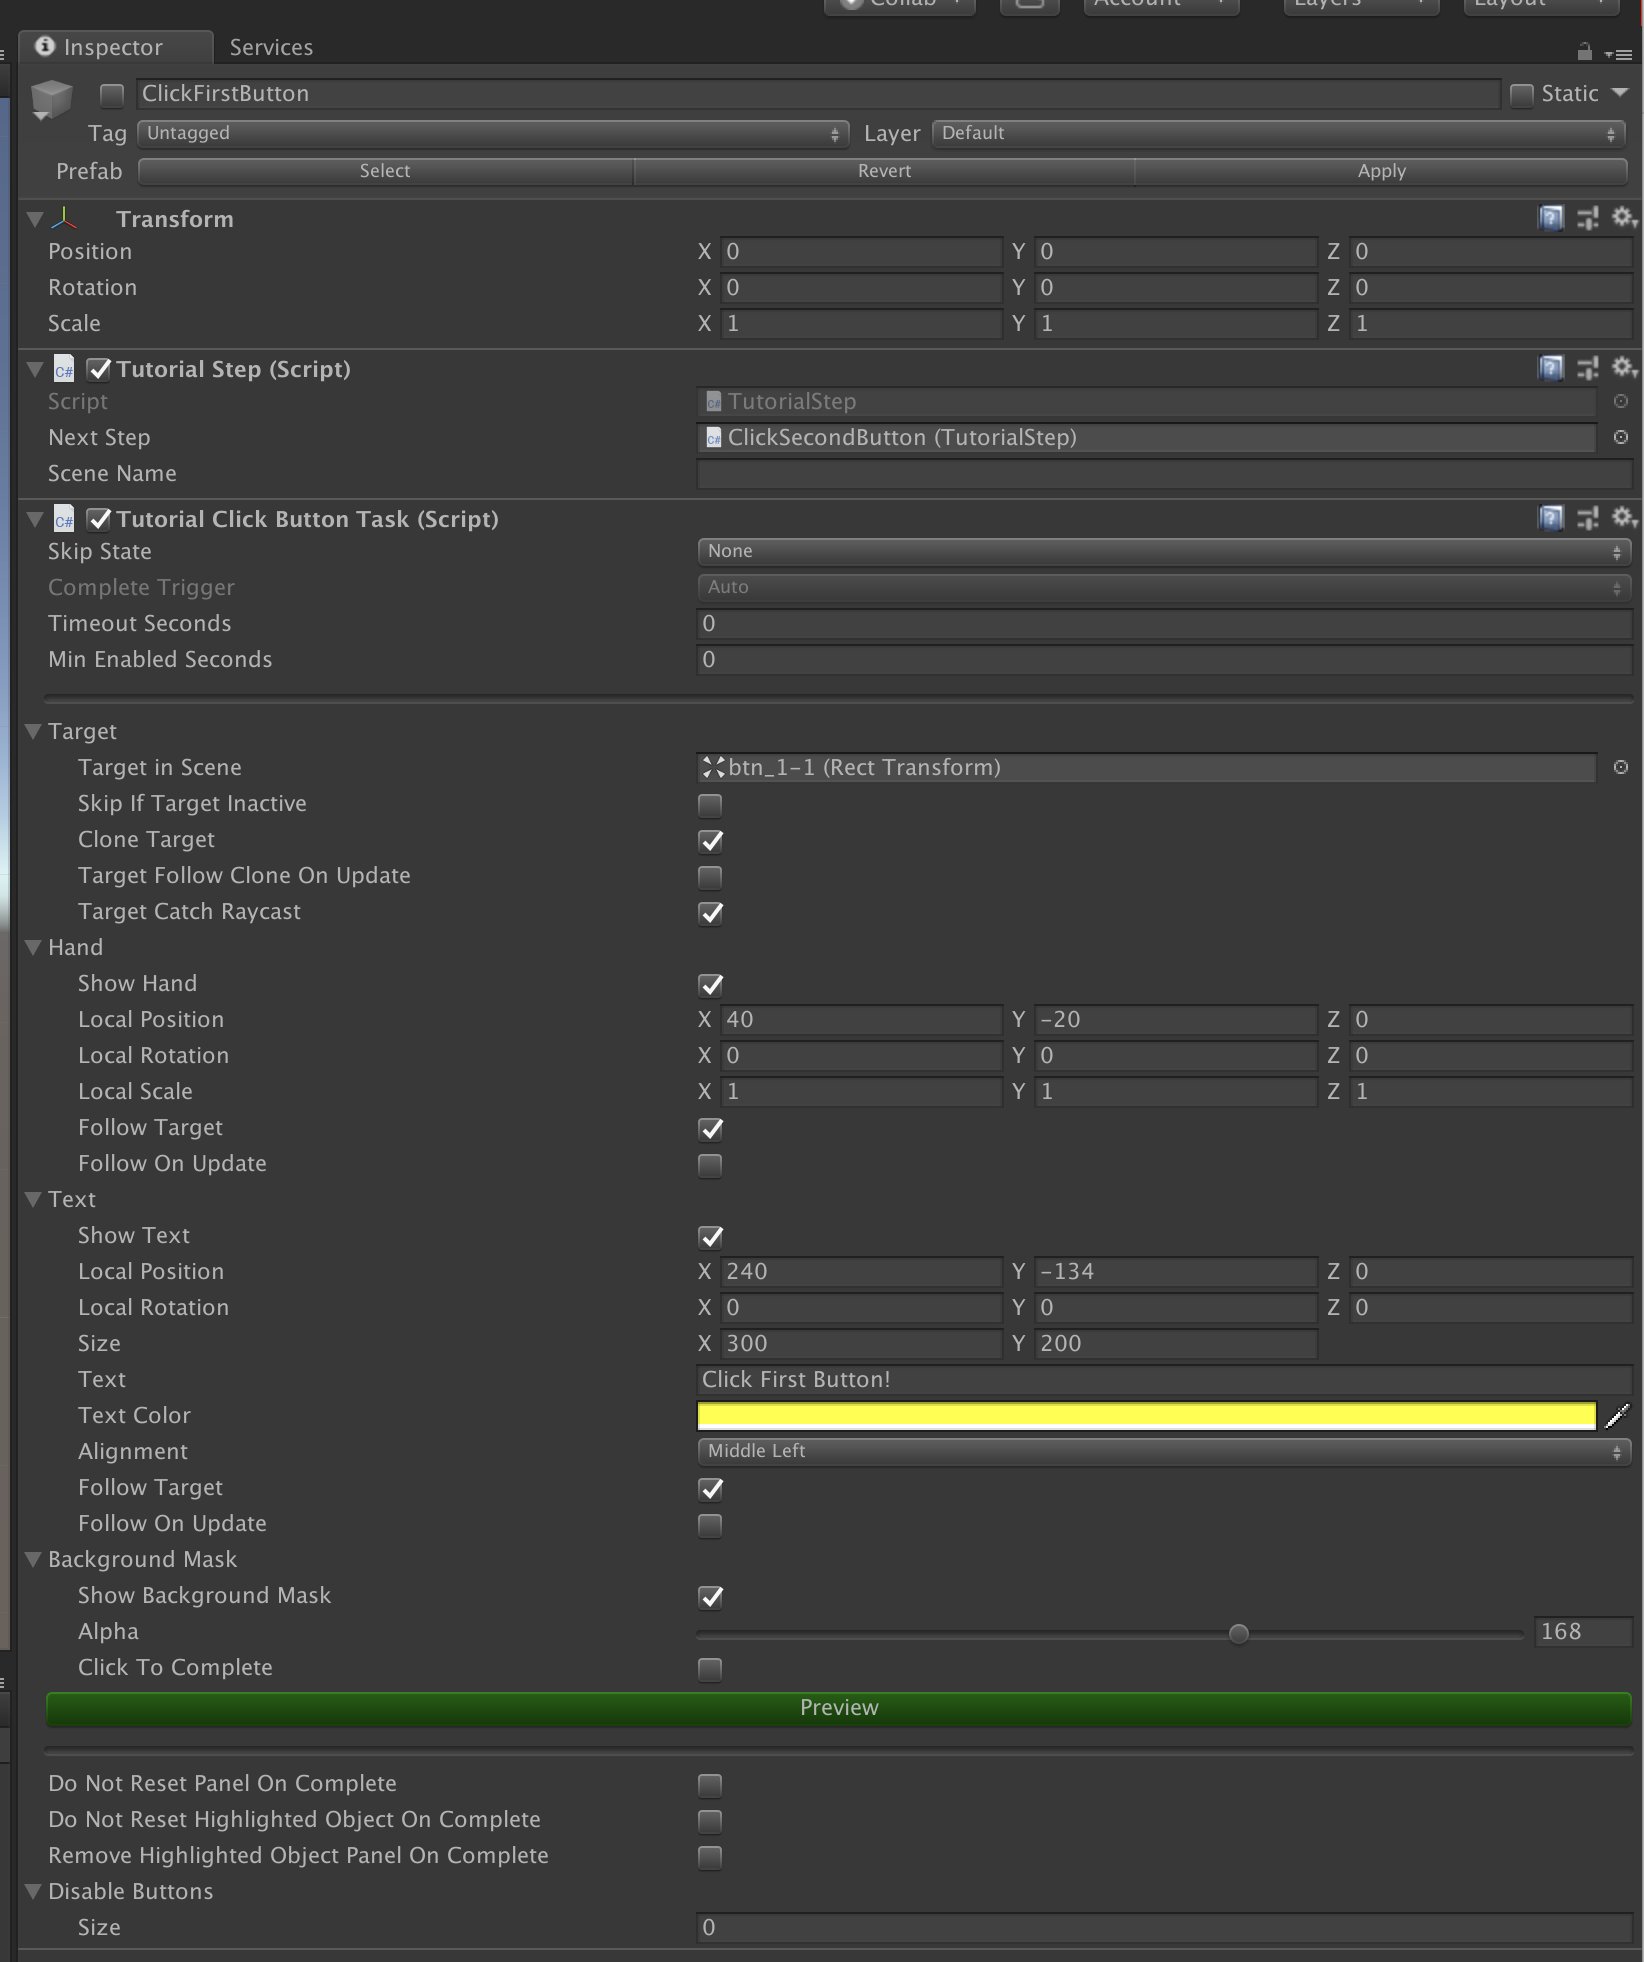 Collab Account Layers Layout
Inspector Services
ClickFirstButton Static
Tag Untagged Layer Default
Prefab Select Revert Apply
Transform
Position X 0 Y 0 Z 0
Rotation X 0 Y 0 Z 0
Scale X 1 Y 1 Z 1
C# Tutorial Step (Script)
Script C# TutorialStep
Next Step C# ClickSecondButton (TutorialStep)
Scene Name
C# Tutorial Click Button Task (Script)
Skip State None
Complete Trigger Auto
Timeout Seconds 0
Min Enabled Seconds 0
Target
Target in Scene btn_1-1 (Rect Transform)
Skip If Target Inactive
Clone Target
Target Follow Clone On Update
Target Catch Raycast
Hand
Show Hand
Local Position X 40 Y -20 Z 0
Local Rotation X 0 Y 0 Z 0
Local Scale X 1 Y 1 Z 1
Follow Target
Follow On Update
Text
Show Text
Local Position X 240 Y -134 Z 0
Local Rotation X 0 Y 0 Z 0
Size X 300 Y 200
Text Click First Button!
Text Color
Alignment Middle Left
Follow Target
Follow On Update
Background Mask
Show Background Mask
Alpha 168
Click To Complete
Preview
Do Not Reset Panel On Complete
Do Not Reset Highlighted Object On Complete
Remove Highlighted Object Panel On Complete
Disable Buttons
Size 0